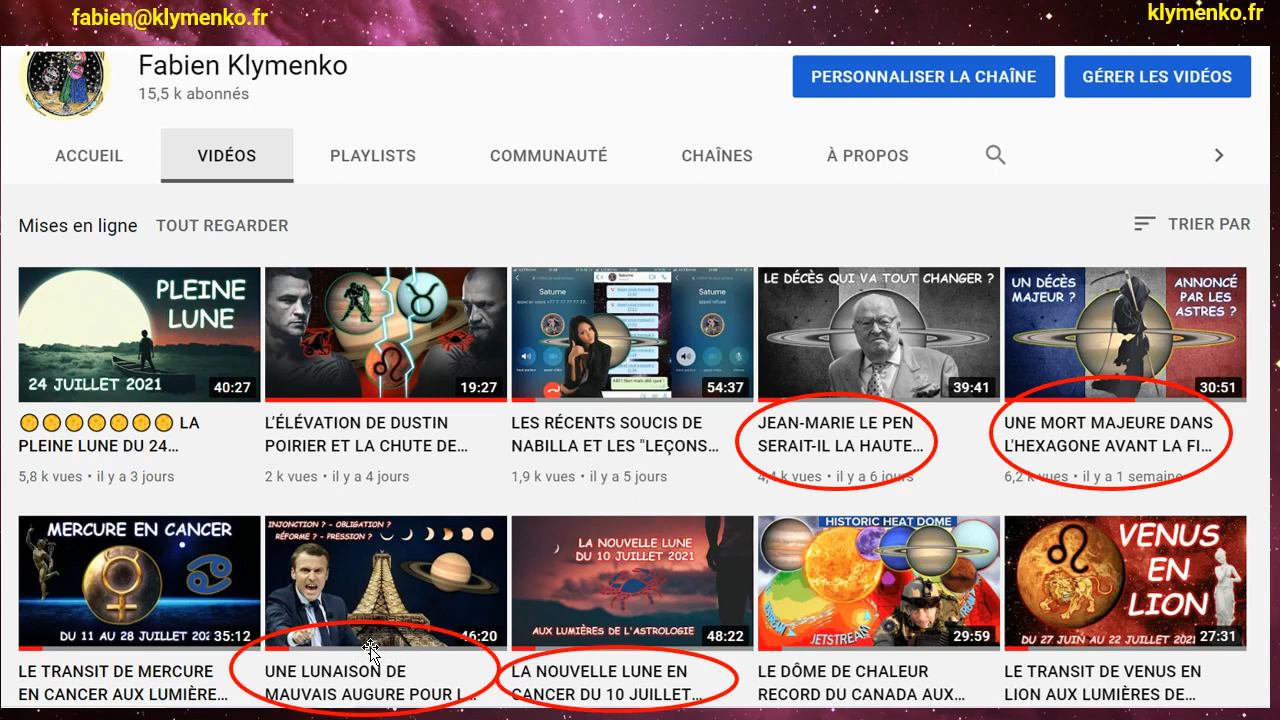 fabien@klymenko.fr
klymenko.fr
Fabien Klymenko
15,5 k abonnés
PERSONNALISER LA CHAÎNE
GÉRER LES VIDÉOS
ACCUEIL
VIDÉOS
PLAYLISTS
COMMUNAUTÉ
CHAÎNES
À PROPOS
Mises en ligne
TOUT REGARDER
TRIER PAR
PLEINE
LUNE
24 JUILLET 2021
40:27
19:27
Saturne
Saturne
54:37
LE DÉCÈS QUI VA TOUT CHANGER ?
39:41
UN DÉCÈS
MAJEUR ?
ANNONCÉ
PAR LES
ASTRES ?
30:51
LA
PLEINE LUNE DU 24...
5,8 k vues • il y a 3 jours
L'ÉLÉVATION DE DUSTIN
POIRIER ET LA CHUTE DE...
2 k vues • il y a 4 jours
LES RÉCENTS SOUCIS DE
NABILLA ET LES "LEÇONS...
1,9 k vues • il y a 5 jours
JEAN-MARIE LE PEN
SERAIT-IL LA HAUTE...
4,4 k vues • il y a 6 jours
UNE MORT MAJEURE DANS
L'HEXAGONE AVANT LA FI...
6,2 k vues • il y a 1 semaine
MERCURE EN CANCER
DU 11 AU 28 JUILLET 202
35:12
INJONCTION ? - OBLIGATION ?
RÉFORME ? - PRESSION ?
46:20
LA NOUVELLE LUNE
DU 10 JUILLET 2021
AUX LUMIÈRES DE L'ASTROLOGIE
48:22
HISTORIC HEAT DOME
JETSTREAM
29:59
VENUS
EN
LION
DU 27 JUIN AU 22 JUILLET 2021
27:31
LE TRANSIT DE MERCURE
EN CANCER AUX LUMIÈRE...
UNE LUNAISON DE
MAUVAIS AUGURE POUR L...
LA NOUVELLE LUNE EN
CANCER DU 10 JUILLET...
LE DÔME DE CHALEUR
RECORD DU CANADA AUX...
LE TRANSIT DE VENUS EN
LION AUX LUMIÈRES DE...